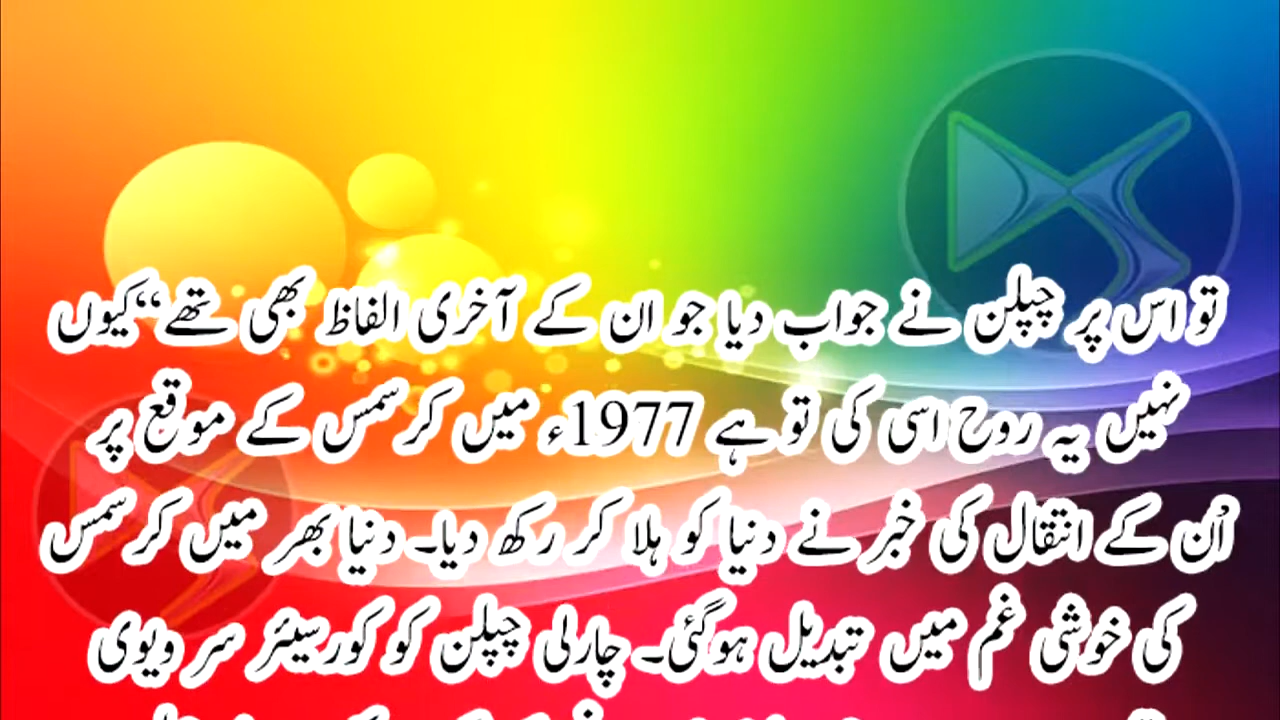 تو اس پر چپلن نے جواب دیا جو ان کے آخری الفاظ بھی تھے“کیوں
نہیں یہ روح اسی کی تو ہے 1977ء میں کرسمس کے موقع پر
اُن کے انتقال کی خبر نے دنیا کو ہلا کر رکھ دیا۔ دنیا بھر میں کرسمس
کی خوشی غم میں تبدیل ہوگئی۔ چارلی چپلن کو کورسیئر سر ویوی